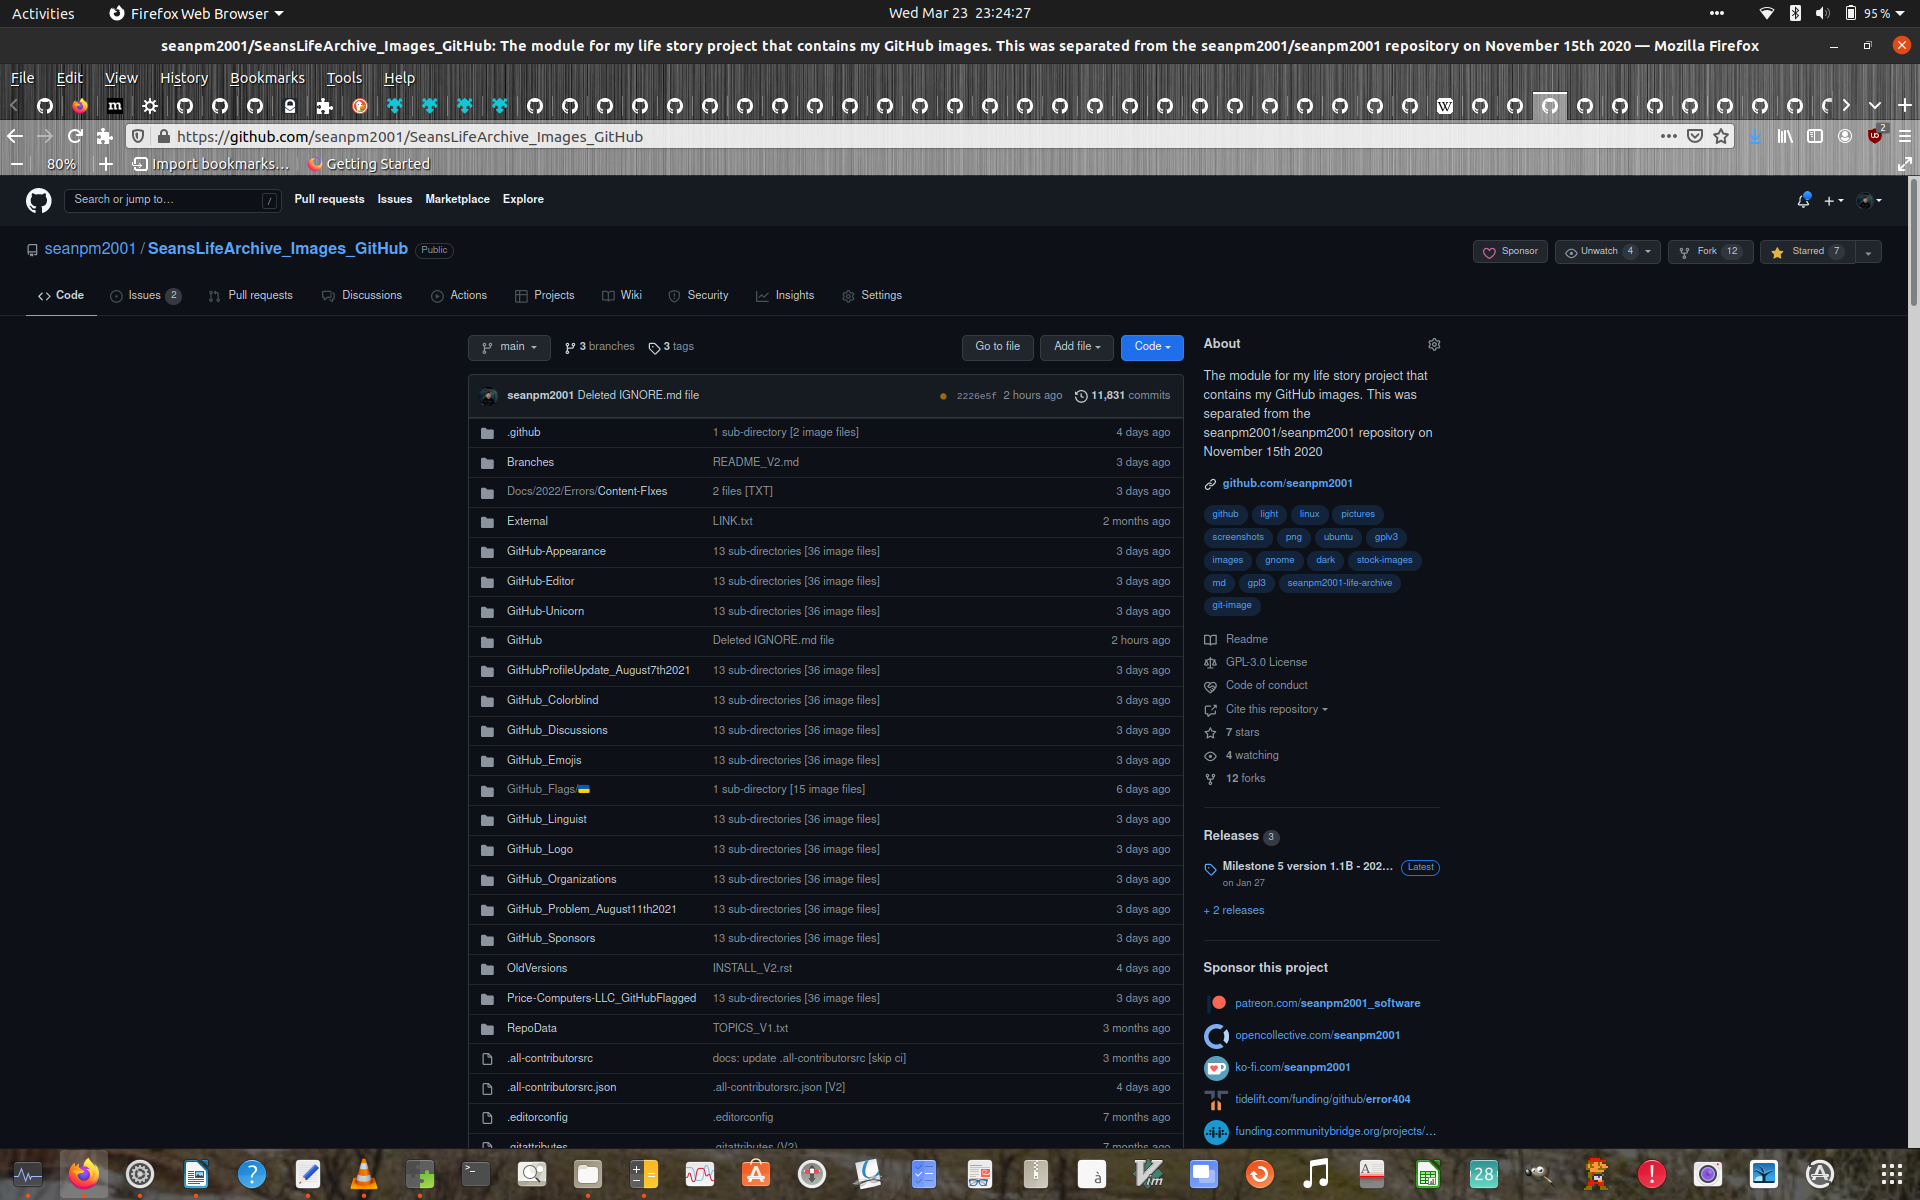 Activities
Firefox Web Browser
Wed Mar 23 23:24:27
95 %
seanpm2001/SeansLifeArchive_Images_GitHub: The module for my life story project that contains my GitHub images. This was separated from the seanpm2001/seanpm2001 repository on November 15th 2020 — Mozilla Firefox
File Edit View History Bookmarks Tools Help
https://github.com/seanpm2001/SeansLifeArchive_Images_GitHub
2
80%
Import bookmarks…
Getting Started
Search or jump to…
/
Pull requests Issues Marketplace Explore
seanpm2001 / SeansLifeArchive_Images_GitHub Public
Sponsor
Unwatch 4
Fork 12
Starred 7
Code
Issues 2
Pull requests
Discussions
Actions
Projects
Wiki
Security
Insights
Settings
main
3 branches
3 tags
Go to file
Add file
Code
seanpm2001 Deleted IGNORE.md file
2226e5f 2 hours ago
11,831 commits
.github 1 sub-directory [2 image files] 4 days ago
Branches README_V2.md 3 days ago
Docs/2022/Errors/Content-FIxes 2 files [TXT] 3 days ago
External LINK.txt 2 months ago
GitHub-Appearance 13 sub-directories [36 image files] 3 days ago
GitHub-Editor 13 sub-directories [36 image files] 3 days ago
GitHub-Unicorn 13 sub-directories [36 image files] 3 days ago
GitHub Deleted IGNORE.md file 2 hours ago
GitHubProfileUpdate_August7th2021 13 sub-directories [36 image files] 3 days ago
GitHub_Colorblind 13 sub-directories [36 image files] 3 days ago
GitHub_Discussions 13 sub-directories [36 image files] 3 days ago
GitHub_Emojis 13 sub-directories [36 image files] 3 days ago
GitHub_Flags/🇺🇦 1 sub-directory [15 image files] 6 days ago
GitHub_Linguist 13 sub-directories [36 image files] 3 days ago
GitHub_Logo 13 sub-directories [36 image files] 3 days ago
GitHub_Organizations 13 sub-directories [36 image files] 3 days ago
GitHub_Problem_August11th2021 13 sub-directories [36 image files] 3 days ago
GitHub_Sponsors 13 sub-directories [36 image files] 3 days ago
OldVersions INSTALL_V2.rst 4 days ago
Price-Computers-LLC_GitHubFlagged 13 sub-directories [36 image files] 3 days ago
RepoData TOPICS_V1.txt 3 months ago
.all-contributorsrc docs: update .all-contributorsrc [skip ci] 3 months ago
.all-contributorsrc.json .all-contributorsrc.json [V2] 4 days ago
.editorconfig .editorconfig 7 months ago
.gitattributes .gitattributes (V2) 7 months ago
About
The module for my life story project that
contains my GitHub images. This was
separated from the
seanpm2001/seanpm2001 repository on
November 15th 2020
github.com/seanpm2001
github light linux pictures
screenshots png ubuntu gplv3
images gnome dark stock-images
md gpl3 seanpm2001-life-archive
git-image
Readme
GPL-3.0 License
Code of conduct
Cite this repository
7 stars
4 watching
12 forks
Releases 3
Milestone 5 version 1.1B - 202… Latest
on Jan 27
+ 2 releases
Sponsor this project
patreon.com/seanpm2001_software
opencollective.com/seanpm2001
ko-fi.com/seanpm2001
tidelift.com/funding/github/error404
funding.communitybridge.org/projects/…
28